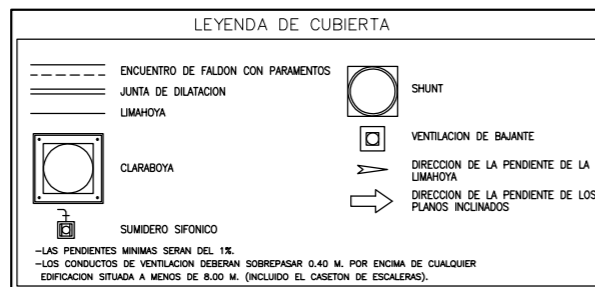 LEYENDA DE CUBIERTA
ENCUENTRO DE FALDON CON PARAMENTOS
JUNTA DE DILATACION
LIMAHOYA
CLARABOYA
SUMIDERO SIFONICO
SHUNT
VENTILACION DE BAJANTE
DIRECCION DE LA PENDIENTE DE LA
LIMAHOYA
DIRECCION DE LA PENDIENTE DE LOS
PLANOS INCLINADOS
-LAS PENDIENTES MINIMAS SERAN DEL 1%.
-LOS CONDUCTOS DE VENTILACION DEBERAN SOBREPASAR 0.40 M. POR ENCIMA DE CUALQUIER
EDIFICACION SITUADA A MENOS DE 8.00 M. (INCLUIDO EL CASETON DE ESCALERAS).